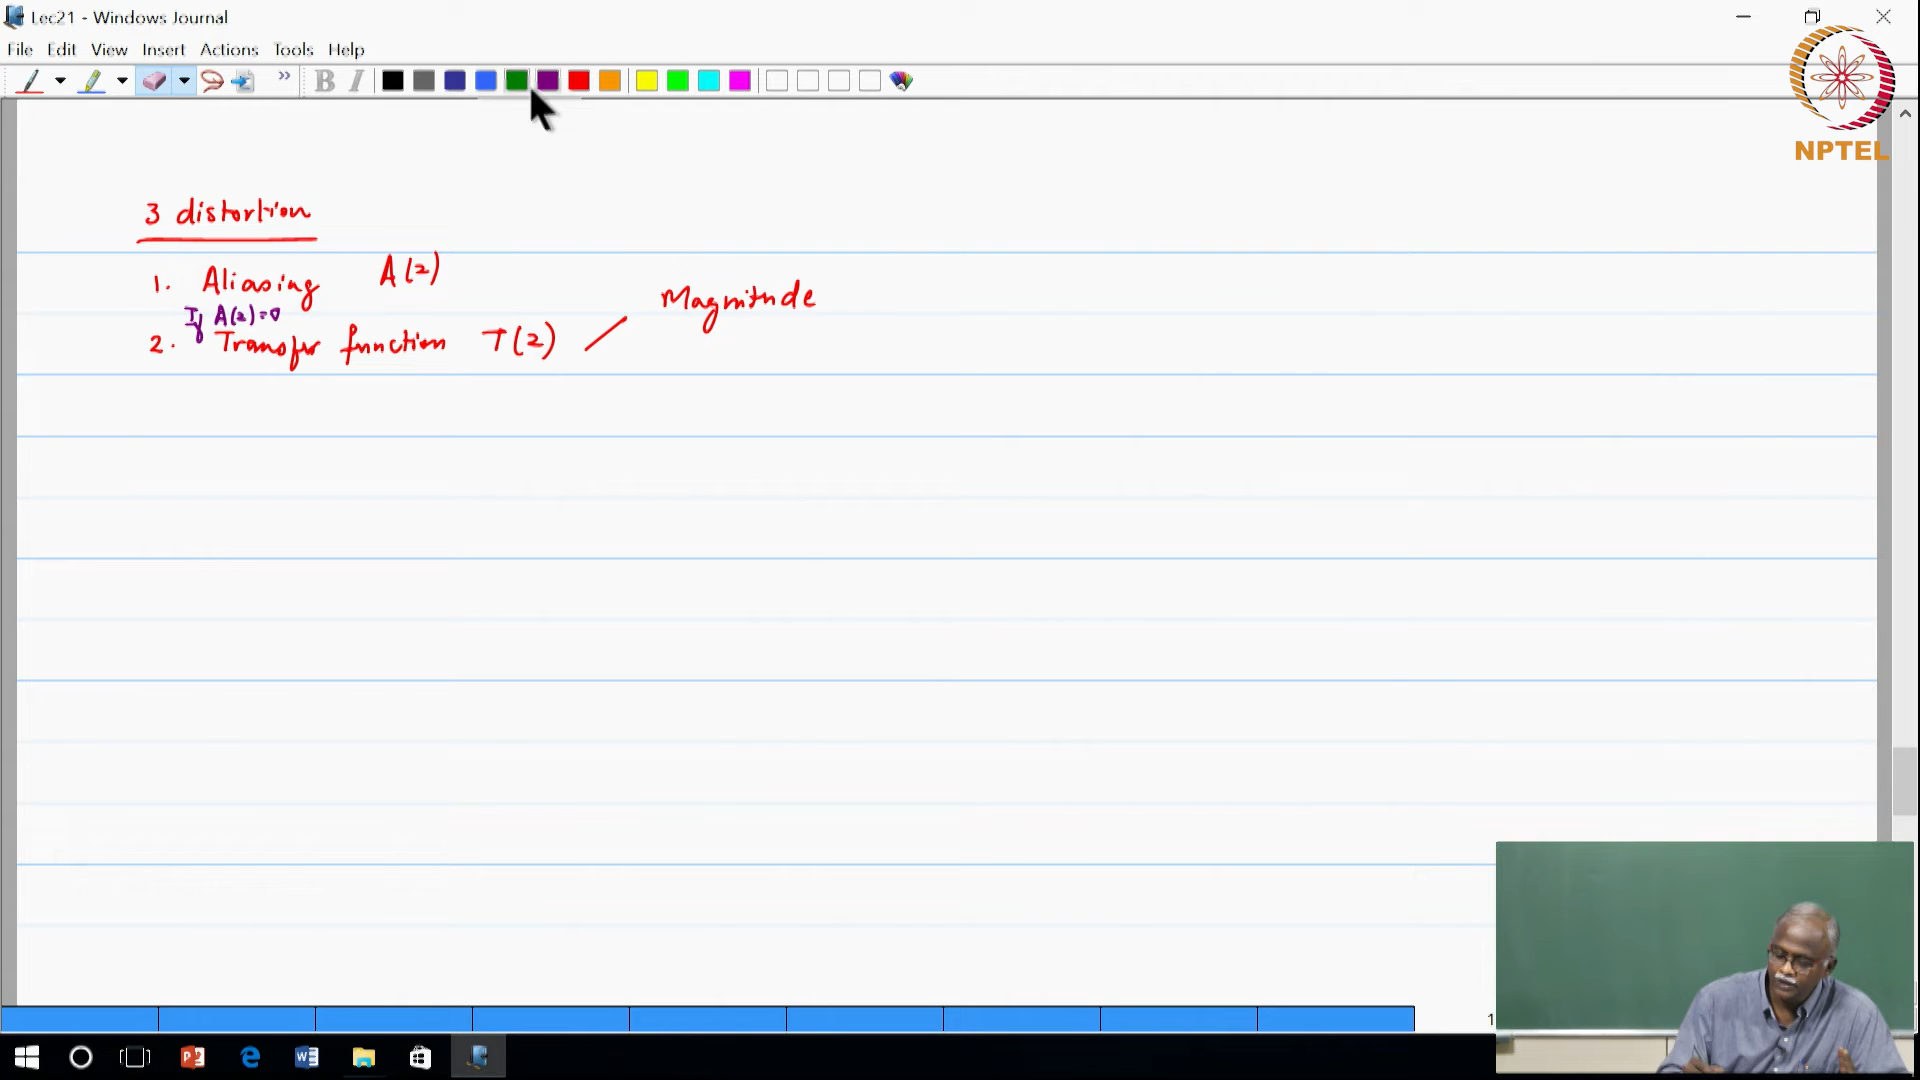 Lec21 - Windows Journal
File Edit View Insert Actions Tools Help
B I
NPTEL
3 distortion
1. Aliasing A(z)
If A(z)=0
Magnitude
2. Transfer function T(z)
1